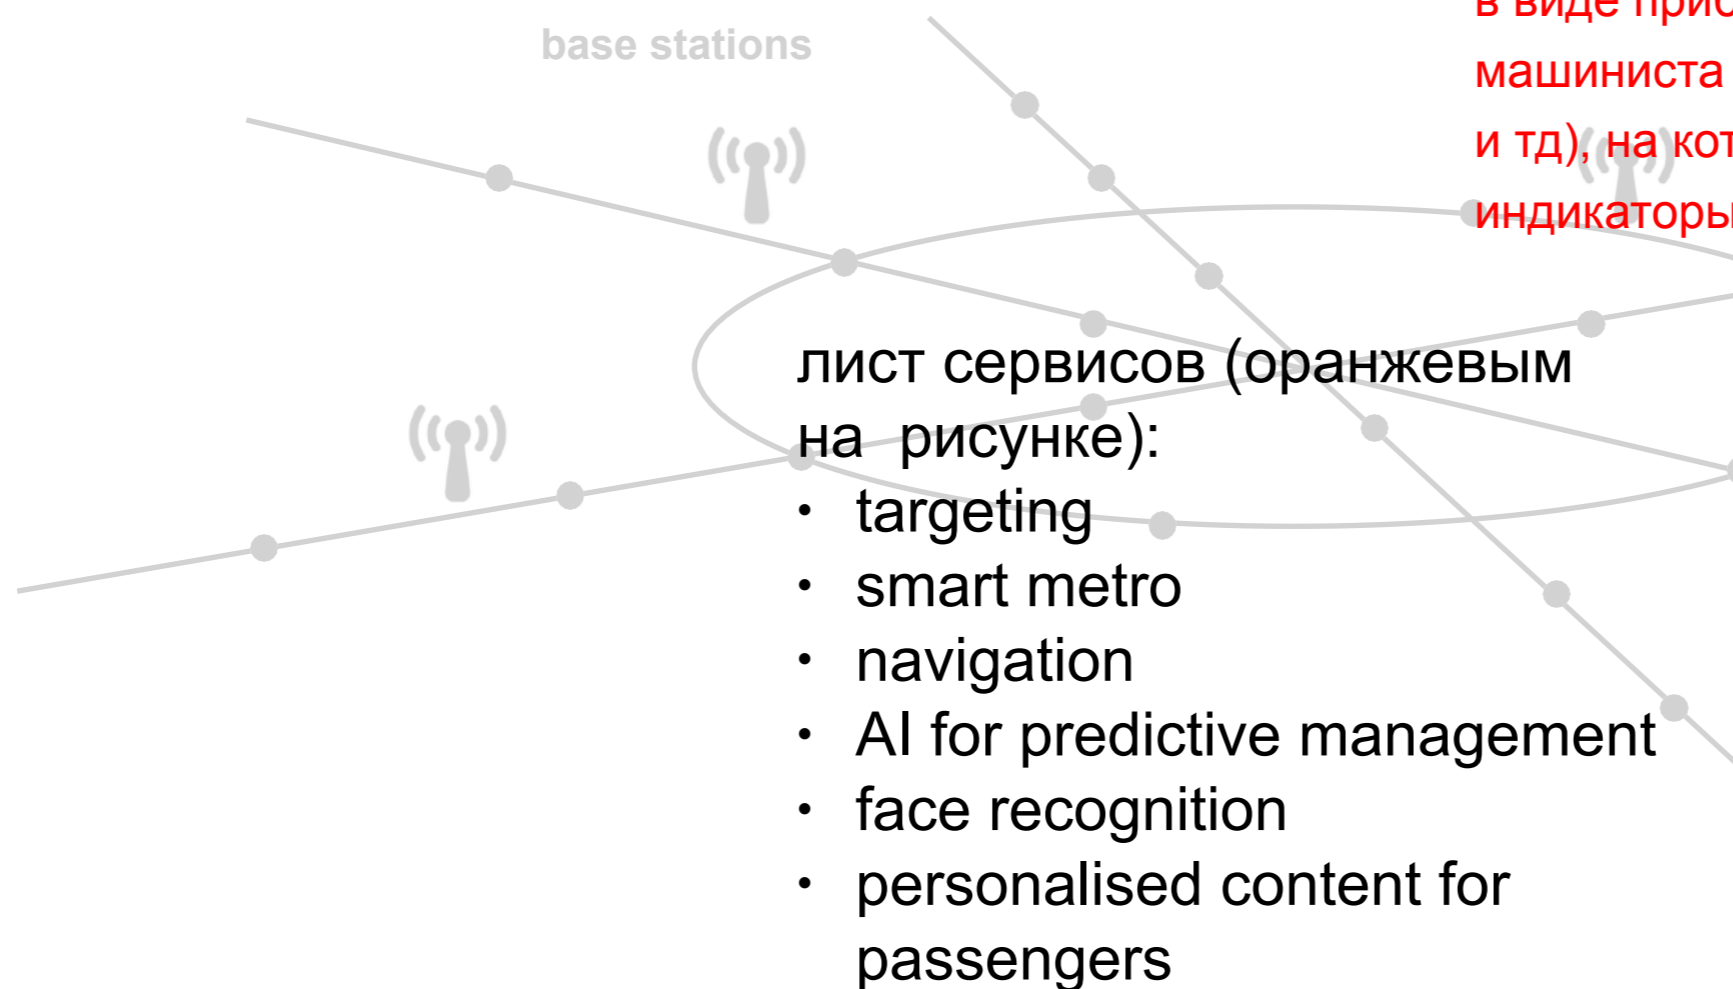 base stations
в виде
машиниста
и тд), на
индикаторы
лист сервисов (оранжевым
на рисунке):
• targeting
• smart metro
• navigation
• AI for predictive management
• face recognition
• personalised content for
passengers